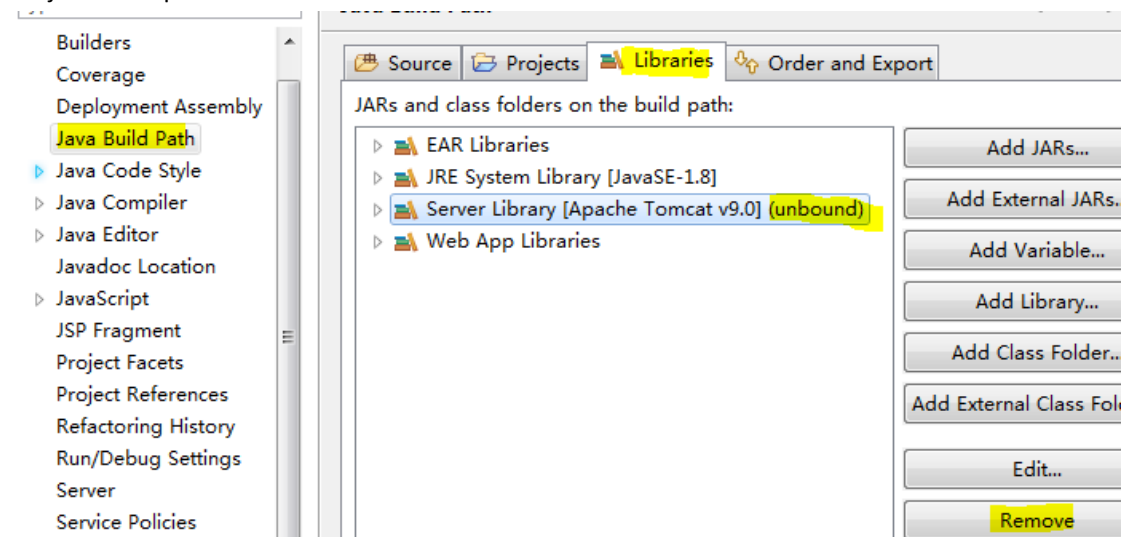 Builders
Coverage
Deployment Assembly
Java Build Path
Java Code Style
Java Compiler
Java Editor
Javadoc Location
JavaScript
JSP Fragment
Project Facets
Project References
Refactoring History
Run/Debug Settings
Server
Service Policies
Source Projects Libraries Order and Export
JARs and class folders on the build path:
EAR Libraries
JRE System Library [JavaSE-1.8]
Server Library [Apache Tomcat v9.0] (unbound)
Web App Libraries
Add JARs...
Add External JARs.
Add Variable...
Add Library...
Add Class Folder..
Add External Class Fol
Edit...
Remove